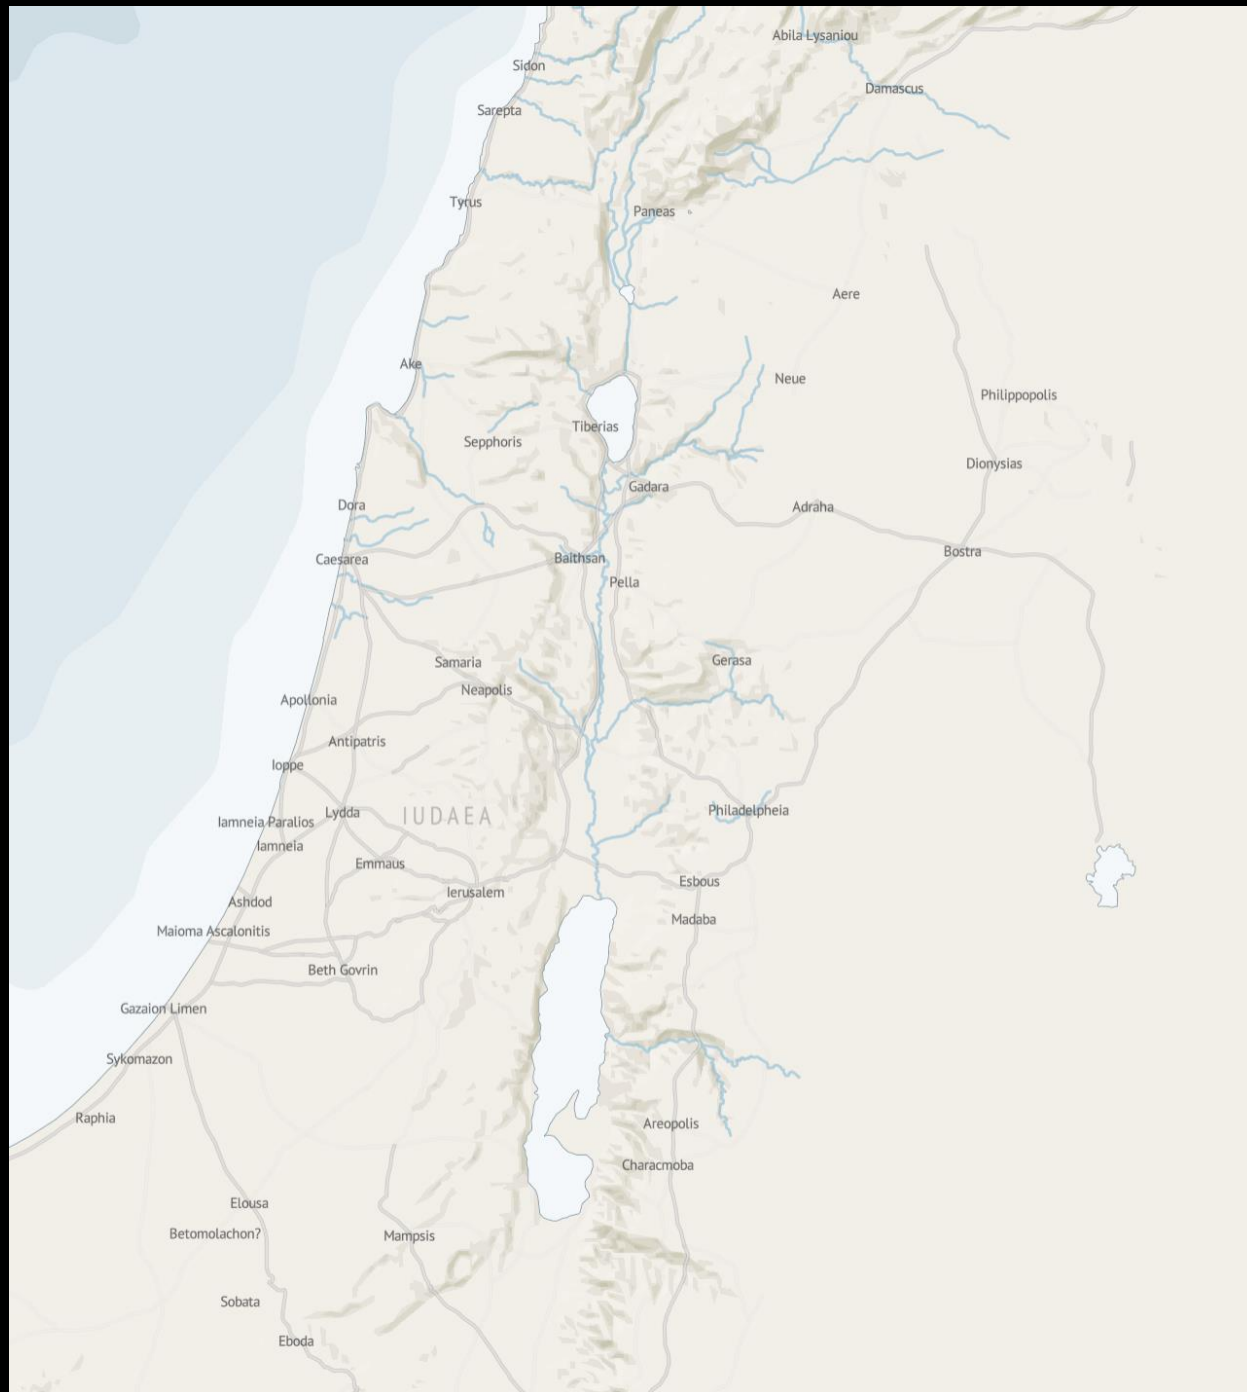 Abila Lysaniou
Sidon
Damascus
Sarepta
Tyrus
Paneas
Aere
Ake
Neue
Philippopolis
Tiberias
Sepphoris
Dionysias
Gadara
Dora
Adraha
Bostra
Caesarea
Baithsan
Pella
Gerasa
Samaria
Neapolis
Apollonia
Antipatris
Ioppe
Philadelpheia
Lydda
IUDAEA
Iamneia Paralios
Iamneia
Emmaus
Esbous
Ierusalem
Ashdod
Madaba
Maioma Ascalonitis
Beth Govrin
Gazaion Limen
Sykomazon
Raphia
Areopolis
Characmoba
Elousa
Betomolachon?
Mampsis
Sobata
Eboda